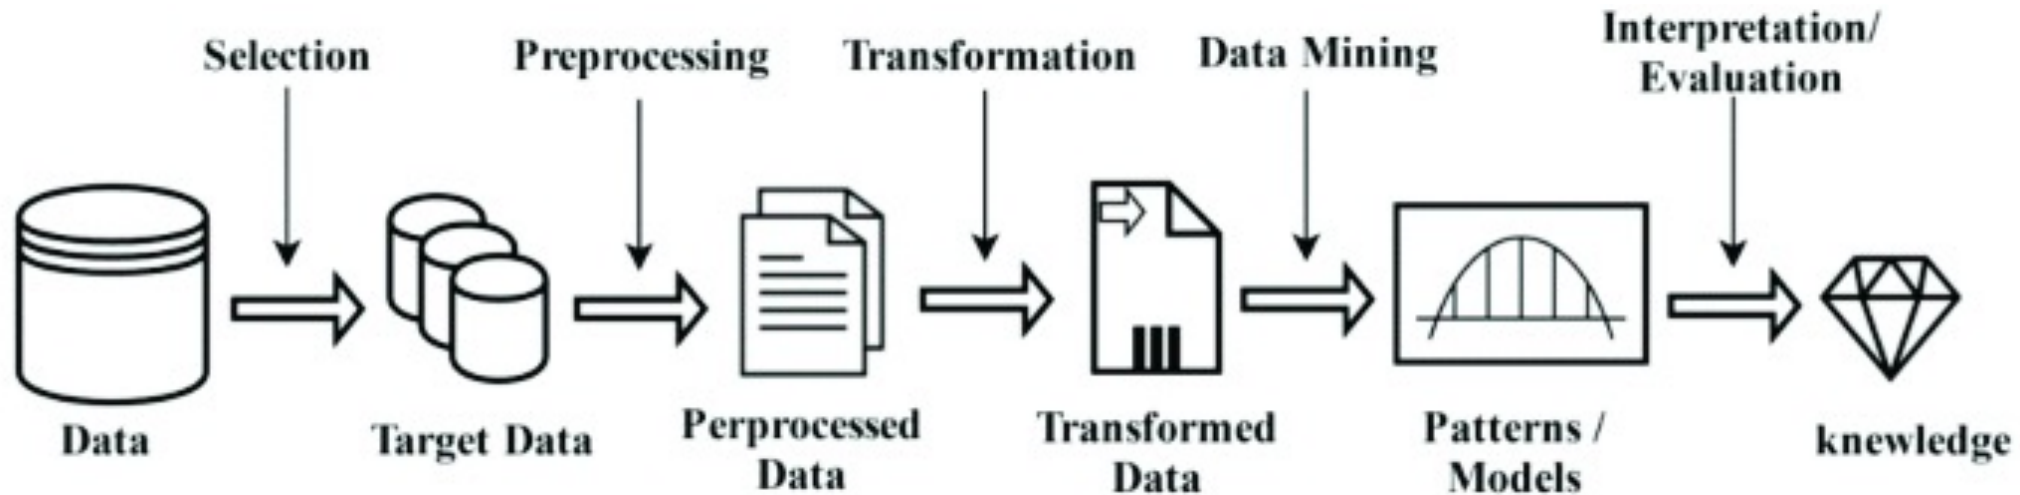 Selection
Preprocessing
Transformation
Data Mining
Interpretation/
Evaluation
Data
Target Data
Perprocessed
Data
Transformed
Data
Patterns /
Models
knewledge